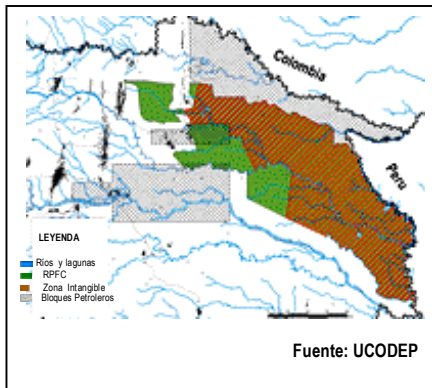 Colombia
Peru
LEYENDA
Ríos y lagunas
RPFC
Zona Intangible
Bloques Petroleros
Fuente: UCODEP